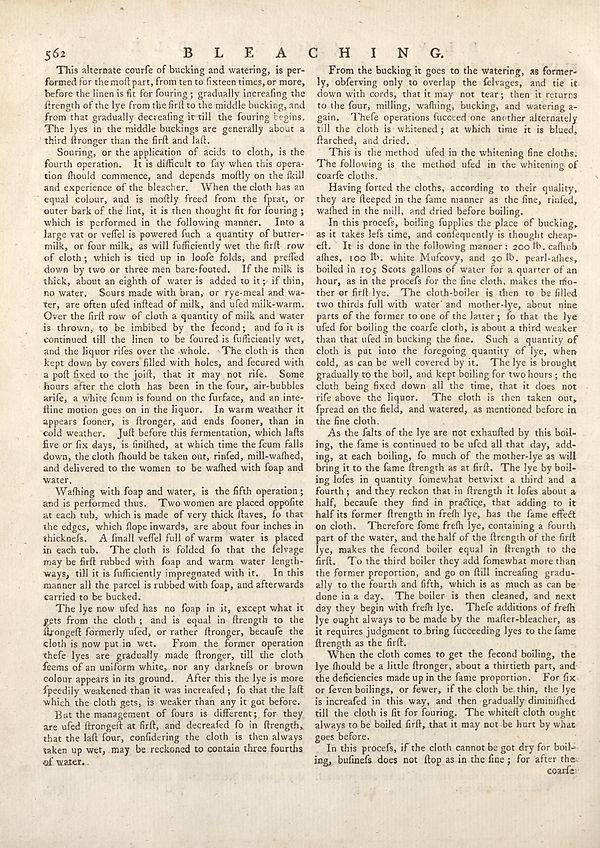 562
B L E A C H I N G.
This alternate courſe of bucking and watering, is per-
formed for the moſt part, from ten to ſixteen times, or more,
before the linen is fit for ſouring; gradually increaſing the
ſtrength of the lye from the firſt to the middle bucking, and
from that gradually decreaſing it till the ſouring begins.
The lyes in the middle buckings are generally about a
third ſtronger than the firſt and laſt.
Souring, or the application of acids to cloth, is the
fourth operation. It is difficult to ſay when this opera-
tion ſhould commence, and depends moſtly on the ſkill
and experience of the bleacher. When the cloth has an
equal colour, and is moſtly freed from the ſprat, or
outer bark of the lint, it is then thought fit for ſouring;
which is performed in the following manner. Into a
large vat or veſſel is powered ſuch a quantity of butter-
milk, or ſour milk, as will ſufficiently wet the firſt row
of cloth; which is tied up in looſe folds, and preſſed
down by two or three men bare-footed. If the milk is
thick, about an eighth of water is added to it; if thin,
no water. Sours made with bran, or rye-meal and wa-
ter, are often uſed inſtead of milk, and uſed milk-warm.
Over the firſt row of cloth a quantity of milk and water
is thrown, to be imbibed by the ſecond; and ſo it is
continued till the linen to be ſoured is ſufficiently wet,
and the liquor riſes over the whole. The cloth is then
kept down by covers filled with holes, and ſecured with
a poſt fixed to the joiſt, that it may not riſe. Some
hours after the cloth has been in the ſour, air-bubbles
ariſe, a white ſcum is found on the ſurface, and an inte-
ſtine motion goes on in the liquor. In warm weather it
appears ſooner, is ſtronger, and ends ſooner, than in
cold weather. Juſt before this fermentation, which laſts
five or ſix days, is finiſhed, at which time the ſcum falls
down, the cloth ſhould be taken out, rinſed, mill-waſhed,
and delivered to the women to be waſhed with ſoap and
water.
Waſhing with ſoap and water, is the fifth operation;
and is performed thus. Two women are placed oppoſite
at each tub, which is made of very thick ſtaves, ſo that
the edges, which ſlope inwards, are about four inches in
thickneſs. A ſmall veſſel full of warm water is placed
in each tub. The cloth is folded ſo that the ſelvage
may be firſt rubbed with ſoap and warm water length-
ways, till it is ſufficiently impregnated with it. In this
manner all the parcel is rubbed with ſoap, and afterwards
carried to be bucked.
The lye now uſed has no ſoap in it, except what it
gets from the cloth; and is equal in ſtrength to the
ſtrongeſt formerly uſed, or rather ſtronger, becauſe the
cloth is now put in wet. From the former operation
theſe lyes are gradually made ſtronger, till the cloth
ſeems of an uniform white, nor any darkneſs or brown
colour appears in its ground. After this the lye is more
ſpeedily weakened than it was increaſed; ſo that the laſt
which the cloth gets, is weaker than any it got before.
But the management of ſours is different; for they
are uſed ſtrongeſt at firſt, and decreaſed ſo in ſtrength,
that the laſt ſour, conſidering the cloth is then always
taken up wet, may be reckoned to contain three fourths
of water.
From the bucking it goes to the watering, as former-
ly, obſerving only to overlap the ſelvages, and tie it
down with cords, that it may not tear; then it returns
to the ſour, milling, waſhing, bucking, and watering a-
gain. Theſe operations ſucceed one another alternately
till the cloth is whitened; at which time it is blued,
ſtarched, and dried.
This is the method uſed in the whitening fine cloths.
The following is the method uſed in the whitening of
coarſe cloths.
Having ſorted the cloths, according to their quality,
they are ſteeped in the ſame manner as the fine, rinſed,
waſhed in the mill, and dried before boiling.
In this proceſs, boiling ſupplies the place of bucking,
as it takes leſs time, and conſequently is thought cheap-
eſt. It is done in the following manner: 200 lb. caſhub
aſhes, 100 lb. white Muſcovy, and 30 lb. pearl-aſhes,
boiled in 105 Scots gallons of water for a quarter of an
hour, as in the proceſs for the fine cloth, makes the mo-
ther or firſt lye. The cloth-boiler is then to be filled
two thirds full with water and mother-lye, about nine
parts of the former to one of the latter; ſo that the lye
uſed for boiling the coarſe cloth, is about a third weaker
than that uſed in bucking the fine. Such a quantity of
cloth is put into the foregoing quantity of lye, when
cold, as can be well covered by it. The lye is brought
gradually to the boil, and kept boiling for two hours; the
cloth being fixed down all the time, that it does not
riſe above the liquor. The cloth is then taken out,
ſpread on the field, and watered, as mentioned before in
the fine cloth.
As the ſalts of the lye are not exhauſted by this boil-
ing, the ſame is continued to be uſed all that day, add-
ing, at each boiling, ſo much of the mother-lye as will
bring it to the ſame ſtrength as at firſt. The lye by boil-
ing loſes in quantity ſomewhat betwixt a third and a
fourth; and they reckon that in ſtrength it loſes about a
half, becauſe they find in practice, that adding to it
half its former ſtrength in freſh lye, has the ſame effect
on cloth. Therefore ſome freſh lye, containing a fourth
part of the water, and the half of the ſtrength of the firſt
lye, makes the ſecond boiler equal in ſtrength to the
firſt. To the third boiler they add ſomewhat more than
the former proportion, and go on ſtill increaſing gradu-
ally to the fourth and fifth, which is as much as can be
done in a day. The boiler is then cleaned, and next
day they begin with freſh lye. Theſe additions of freſh
lye ought always to be made by the maſter-bleacher, as
it requires judgment to bring ſucceeding lyes to the ſame
ſtrength as the firſt.
When the cloth comes to get the ſecond boiling, the
lye ſhould be a little ſtronger, about a thirtieth part, and
the deficiencies made up in the ſame proportion. For ſix
or ſeven boilings, or fewer, if the cloth be thin, the lye
is increaſed in this way, and then gradually diminiſhed
till the cloth is fit for ſouring. The whiteſt cloth ought
always to be boiled firſt, that it may not be hurt by what
goes before.
In this proceſs, if the cloth cannot be got dry for boil-
ing, buſineſs does not ſtop as in the fine; for after the
coarſe